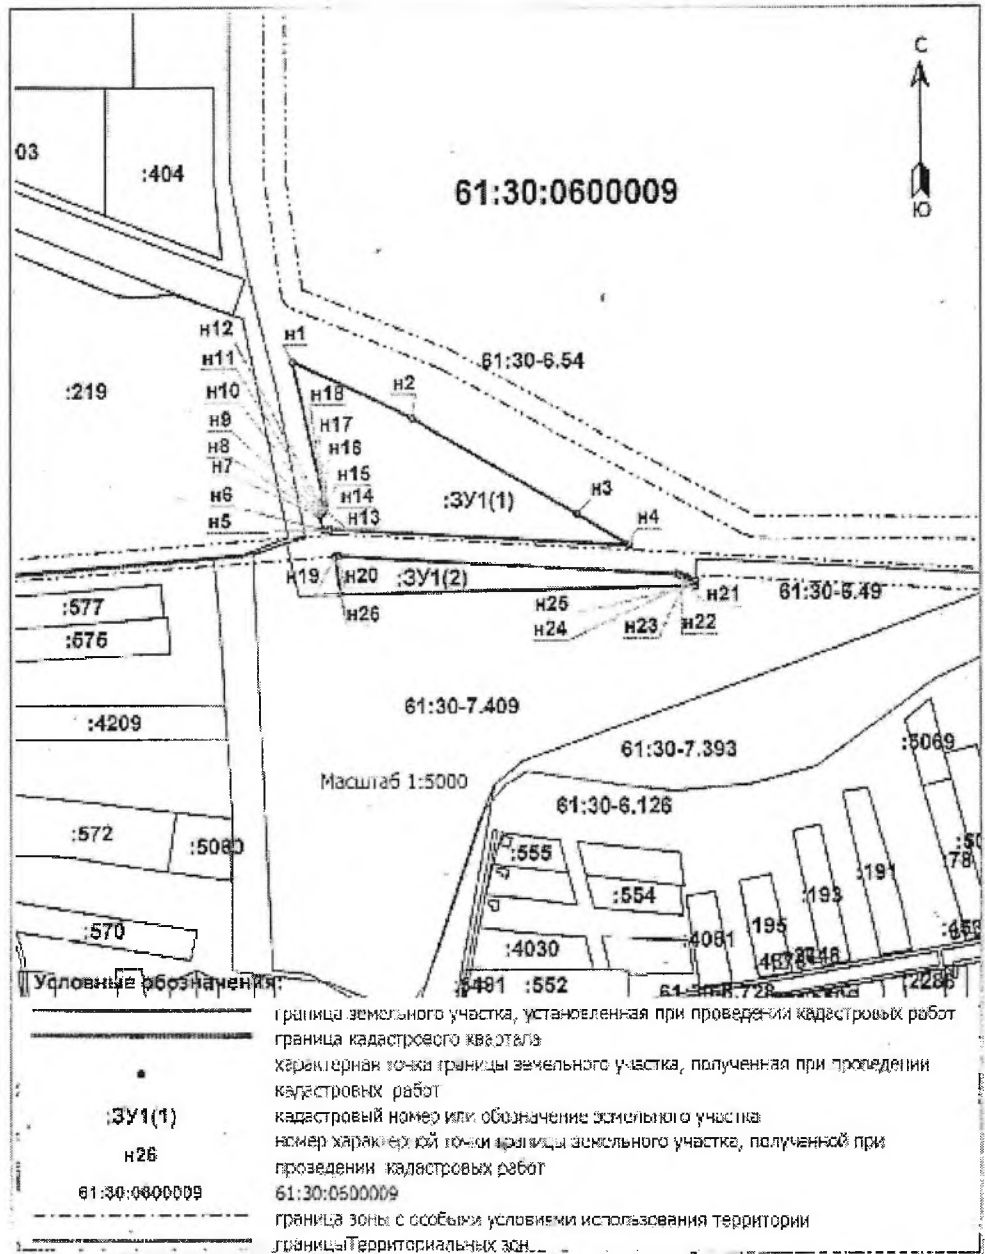 С
03
:404
61:30:0600009
Ю
н12
н1
н11
61:30-6.54
:219
н10
н18
н2
н9
н17
н8
н16
н7
н15
н6
н14
:ЗУ1(1)
н3
н5
н13
н4
н19
н20
:ЗУ1(2)
н21
61:30-6.49
:577
н26
н25
н24
н23
н22
:575
61:30-7.409
:4209
61:30-7.393
:5069
Масштаб 1:5000
61:30-6.126
:572
:5080
:555
:191
:78
:554
:193
:570
195
:4030
:4081
:552
:2286
Условные обозначения:
граница земельного участка, установленная при проведении кадастровых работ
граница кадастрового квартала
характерная точка границы земельного участка, полученная при проведении
кадастровых работ
:ЗУ1(1)
кадастровый номер или обозначение земельного участка
н26
номер характерной точки границы земельного участка, полученной при
проведении кадастровых работ
61:30:0600009
61:30:0600009
граница зоны с особыми условиями использования территории
границыТерриториальных зон